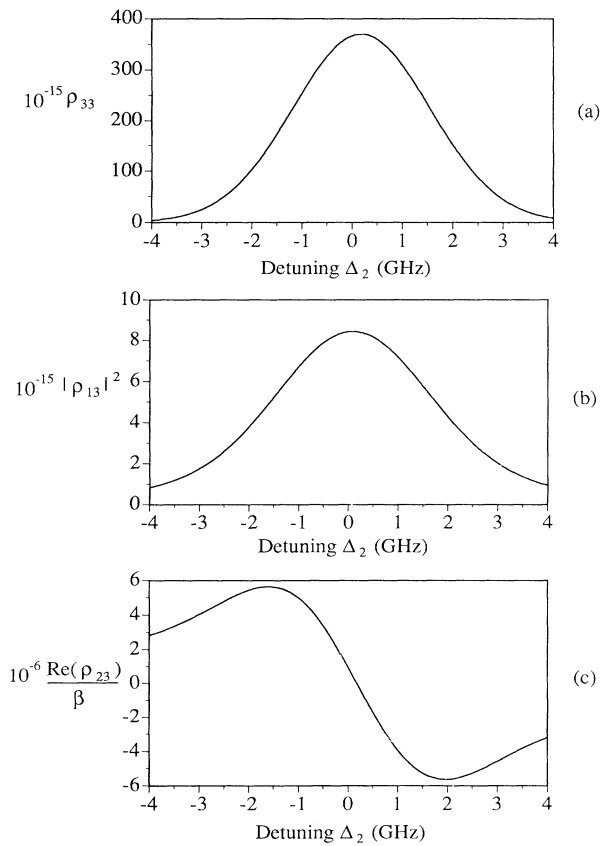 400
300
10⁻¹⁵ρ₃₃
200
(a)
100
0
-4 -3 -2 -1 0 1 2 3 4
Detuning Δ₂ (GHz)
10
8
10⁻¹⁵ |ρ₁₃|² 6
(b)
4
2
0
-4 -3 -2 -1 0 1 2 3 4
Detuning Δ₂ (GHz)
6
4
2
10⁻⁶ Re(ρ₂₃) 0
β
(c)
-2
-4
-6
-4 -3 -2 -1 0 1 2 3 4
Detuning Δ₂ (GHz)